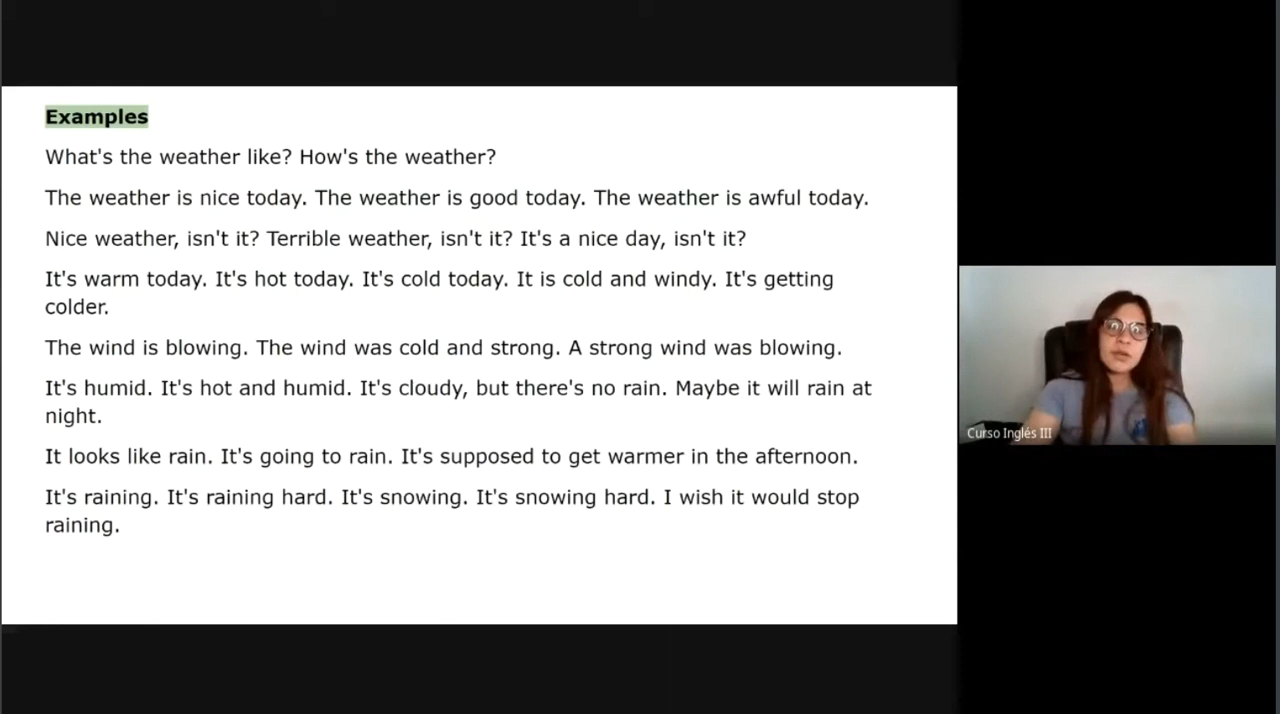 Examples
What's the weather like? How's the weather?
The weather is nice today. The weather is good today. The weather is awful today.
Nice weather, isn't it? Terrible weather, isn't it? It's a nice day, isn't it?
It's warm today. It's hot today. It's cold today. It is cold and windy. It's getting
colder.
The wind is blowing. The wind was cold and strong. A strong wind was blowing.
It's humid. It's hot and humid. It's cloudy, but there's no rain. Maybe it will rain at
night.
It looks like rain. It's going to rain. It's supposed to get warmer in the afternoon.
It's raining. It's raining hard. It's snowing. It's snowing hard. I wish it would stop
raining.
Curso Inglés III